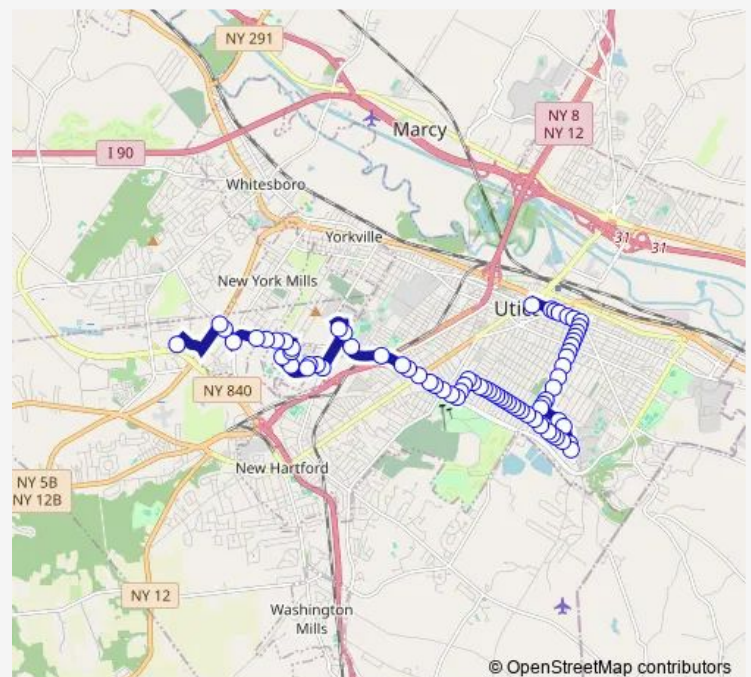 NY 291
NY 8
NY 12
Marcy
I 90
Whitesboro
31
31
Yorkville
New York Mills
NY 840
New Hartford
NY 5B
NY 12B
NY 12
Washington
Mills
© OpenStreetMap contributors